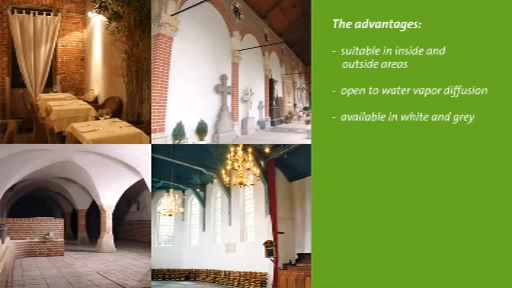 The advantages:
- suitable in inside and
outside areas
- open to water vapor diffusion
- available in white and grey